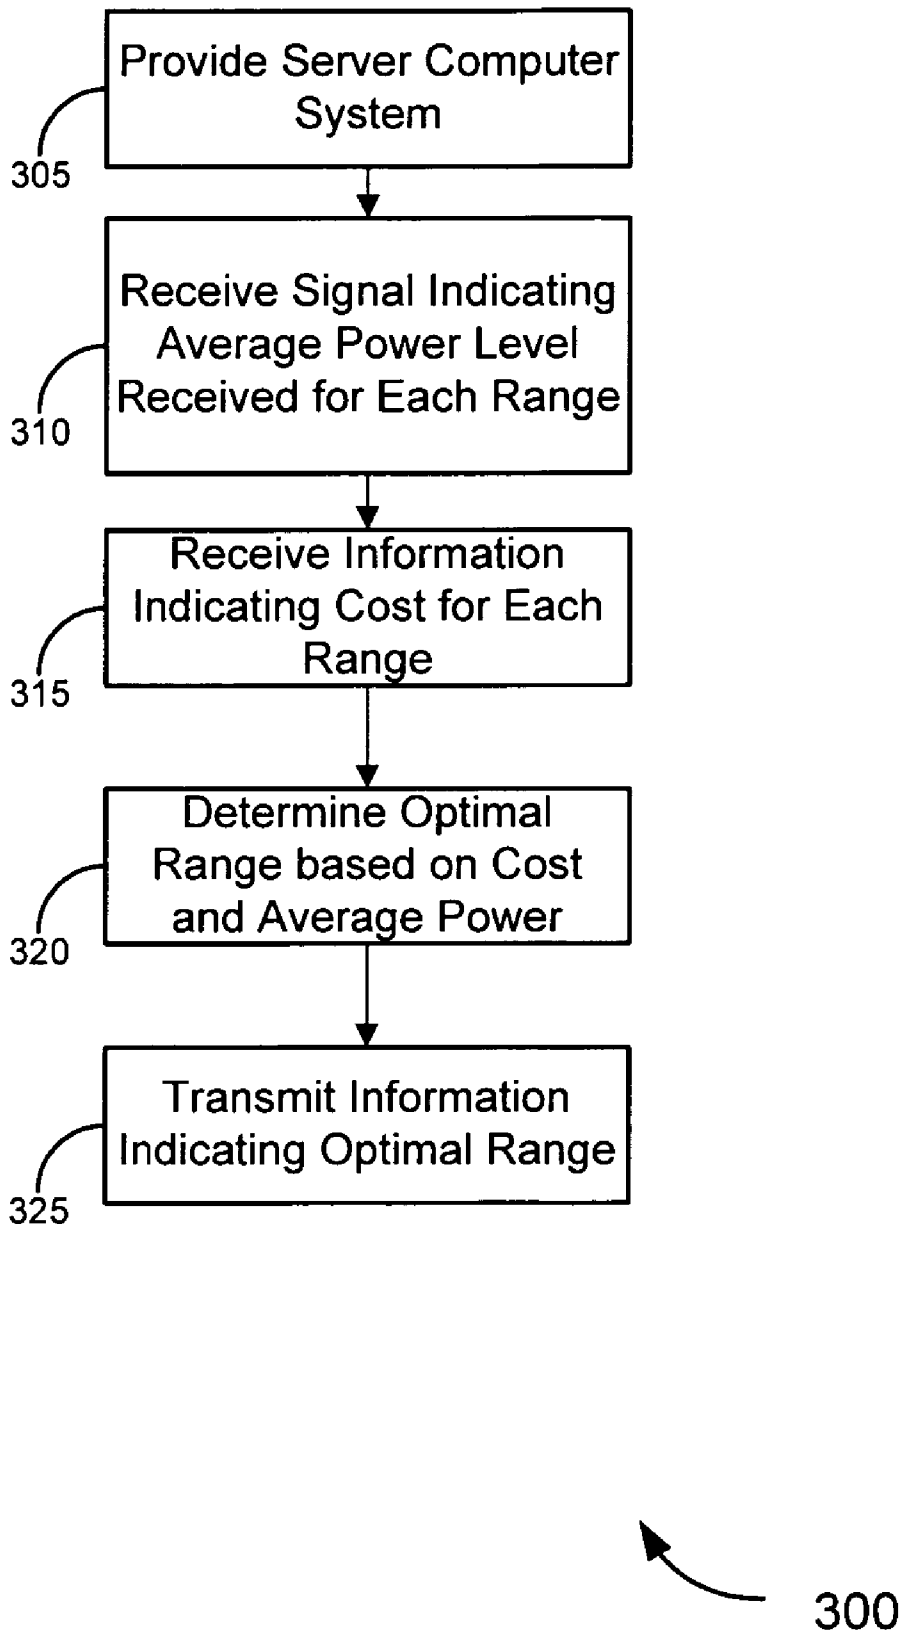 Provide Server Computer
System
305
Receive Signal Indicating
Average Power Level
Received for Each Range
310
Receive Information
Indicating Cost for Each
Range
315
Determine Optimal
Range based on Cost
and Average Power
320
Transmit Information
Indicating Optimal Range
325
300